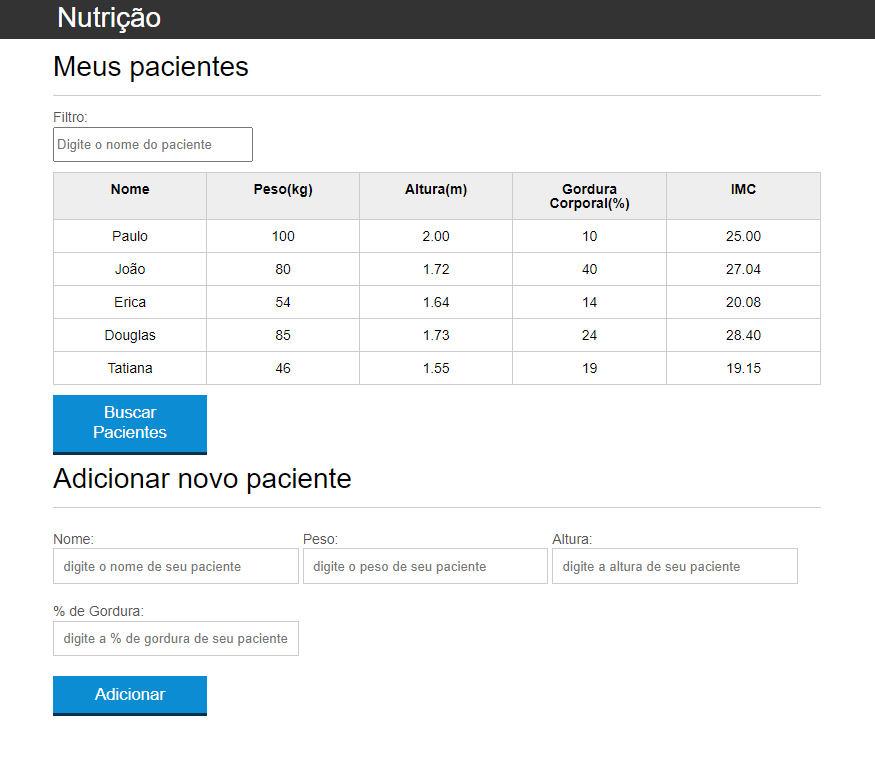 Nutrição
Meus pacientes
Filtro:
Digite o nome do paciente
Nome Peso(kg) Altura(m) Gordura Corporal(%) IMC
Paulo 100 2.00 10 25.00
João 80 1.72 40 27.04
Erica 54 1.64 14 20.08
Douglas 85 1.73 24 28.40
Tatiana 46 1.55 19 19.15
Buscar
Pacientes
Adicionar novo paciente
Nome: Peso: Altura:
digite o nome de seu paciente digite o peso de seu paciente digite a altura de seu paciente
% de Gordura:
digite a % de gordura de seu paciente
Adicionar